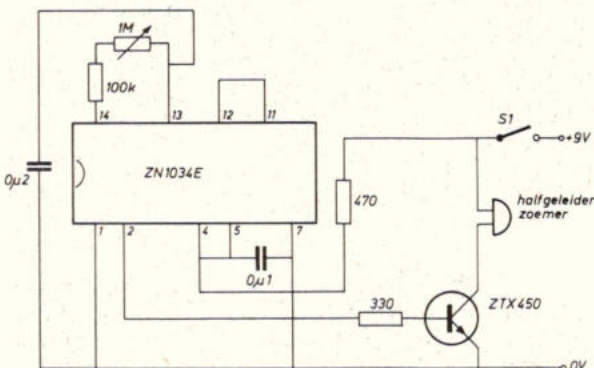 1M
100k
14
13
12
11
S1
+9V
0µ2
ZN1034E
470
halfgeleider
zoemer
1
2
4
5
7
0µ1
330
ZTX450
0V